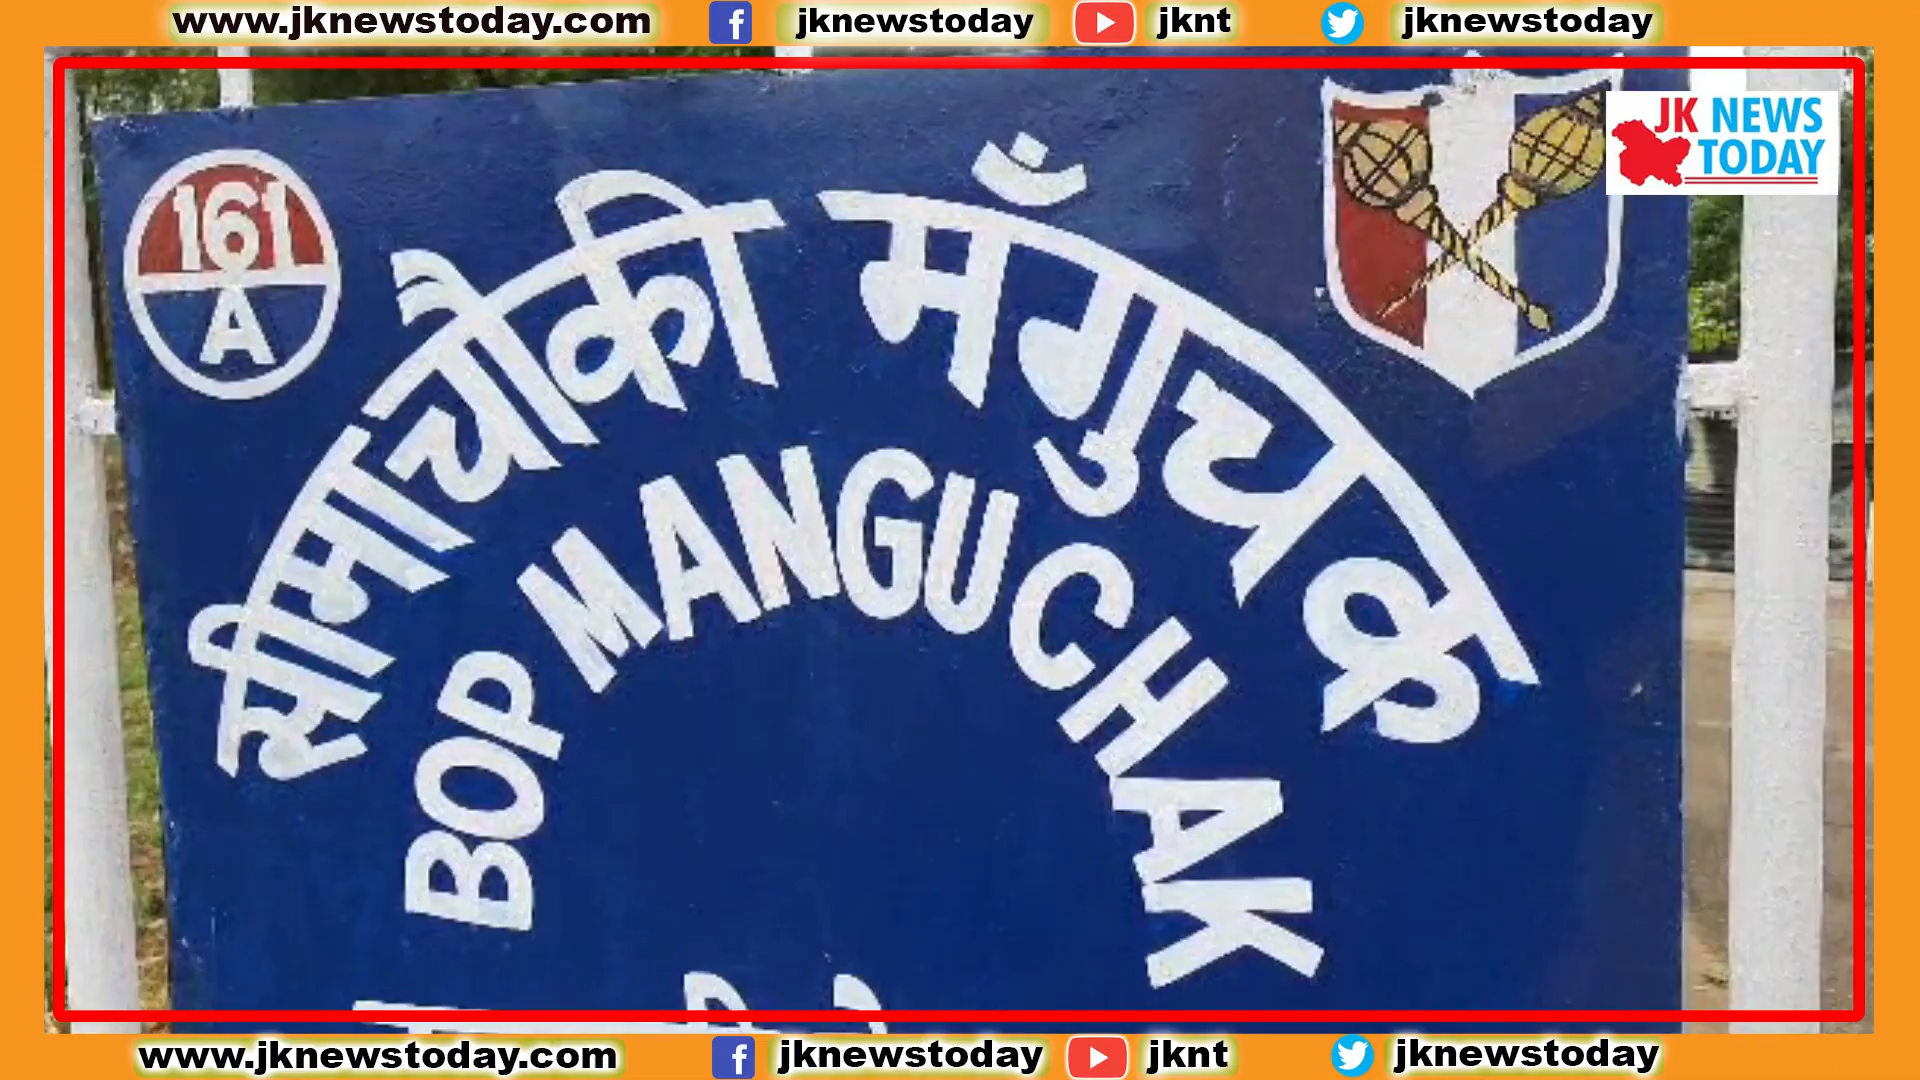 www.jknewstoday.com jknewstoday jknt jknewstoday
JK NEWS
TODAY
161
A
सीमाचौकी मँगुचक
BOP MANGUCHAK
www.jknewstoday.com jknewstoday jknt jknewstoday